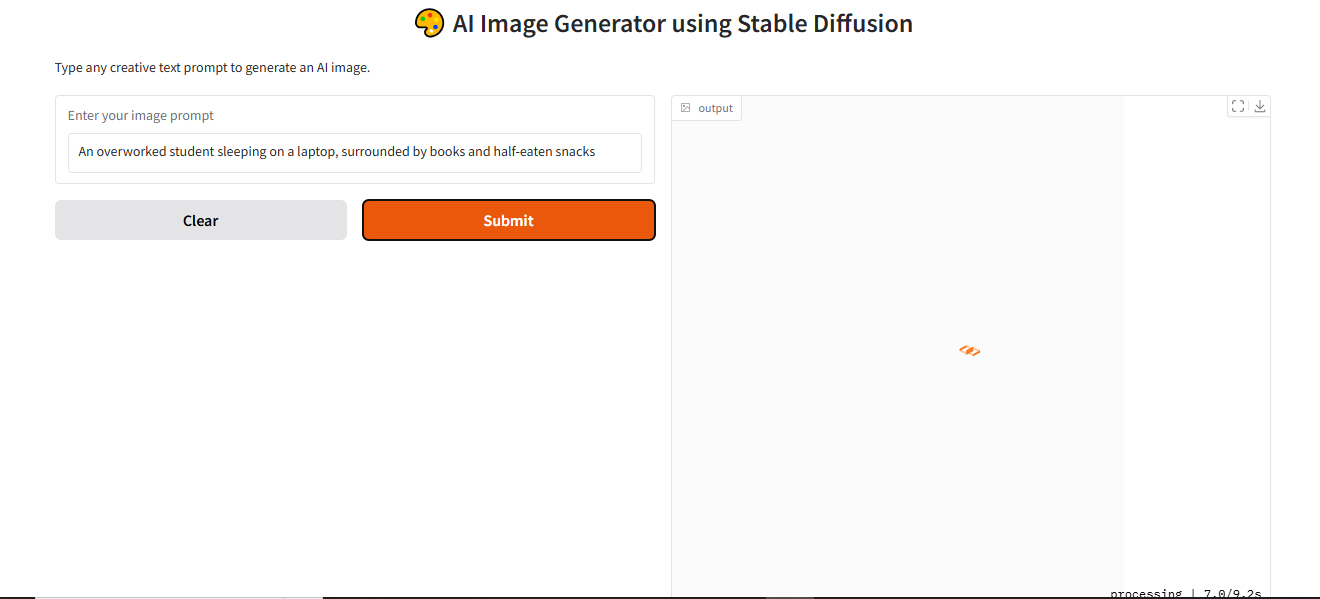 AI Image Generator using Stable Diffusion
Type any creative text prompt to generate an AI image.
Enter your image prompt
An overworked student sleeping on a laptop, surrounded by books and half-eaten snacks
Clear
Submit
output
processing | 7.0/9.2s